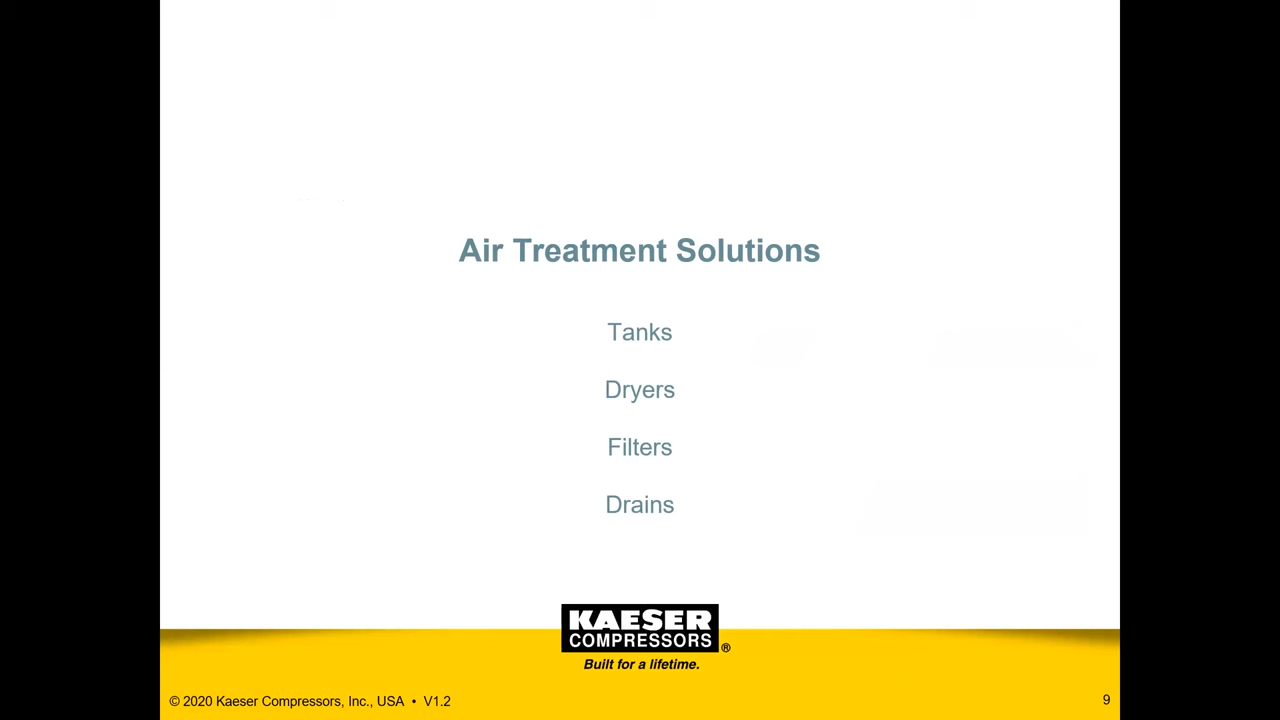 Air Treatment Solutions
Tanks
Dryers
Filters
Drains
KAESER
COMPRESSORS®
Built for a lifetime.
© 2020 Kaeser Compressors, Inc., USA • V1.2
9